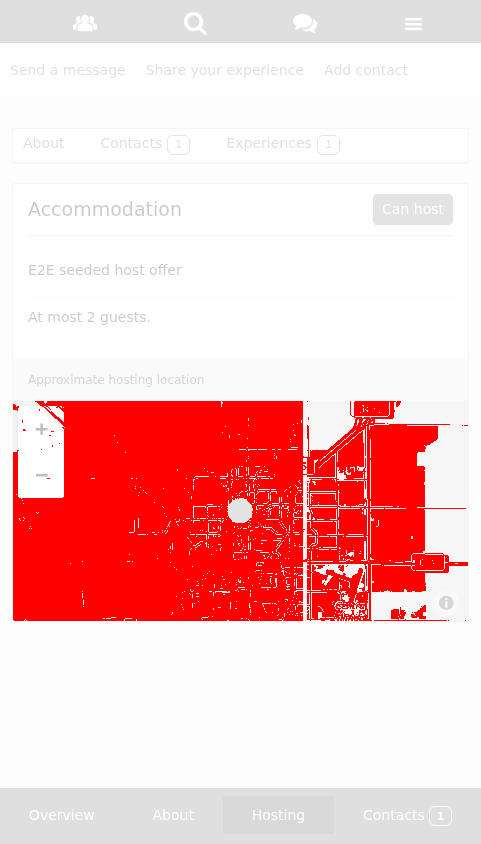 Send a message Share your experience Add contact
About Contacts 1 Experiences 1
Accommodation Can host
E2E seeded host offer
At most 2 guests.
Approximate hosting location
+
−
Overview About Hosting Contacts 1